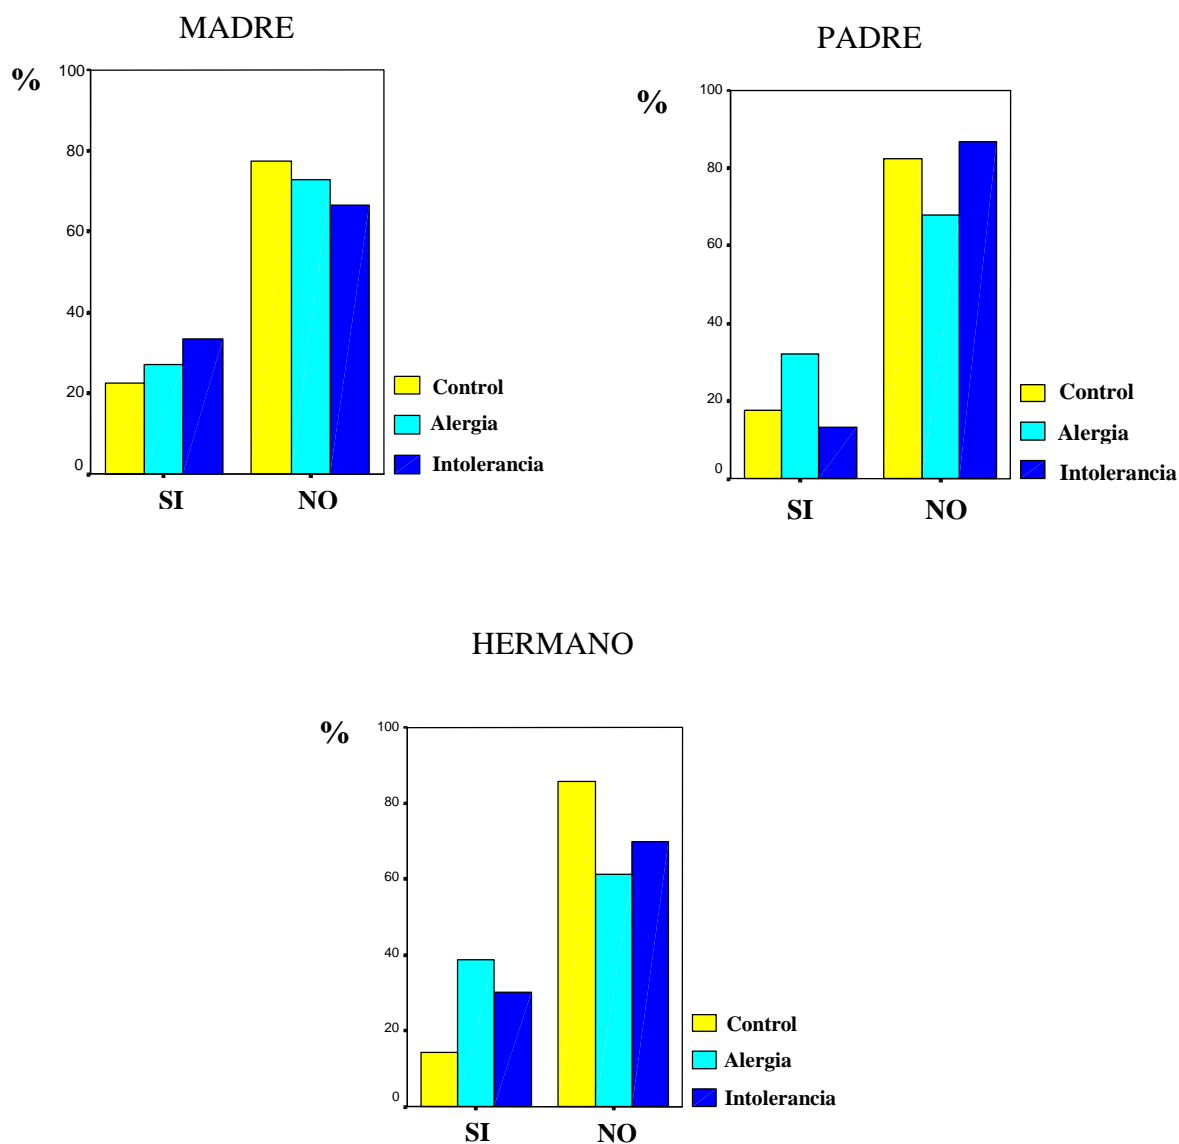 MADRE
%
100
80
60
40
20
0
SI NO
Control
Alergia
Intolerancia
PADRE
%
100
80
60
40
20
0
SI NO
Control
Alergia
Intolerancia
HERMANO
%
100
80
60
40
20
0
SI NO
Control
Alergia
Intolerancia